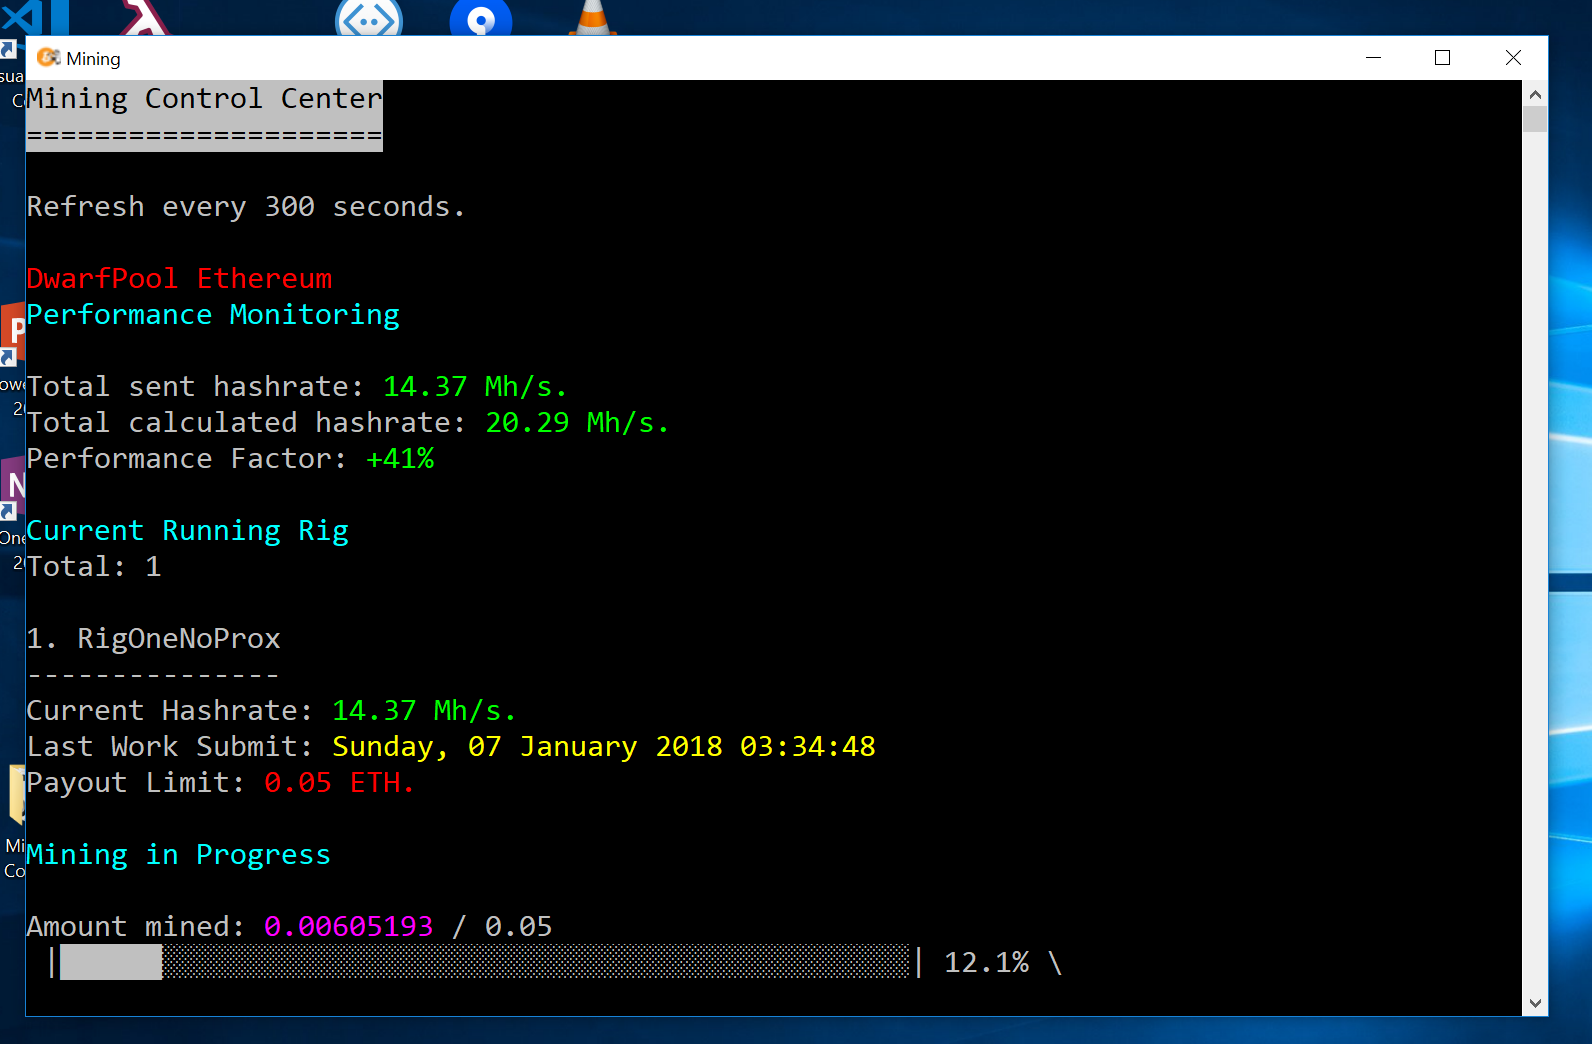 Mining
Mining Control Center
=====================
Refresh every 300 seconds.
DwarfPool Ethereum
Performance Monitoring
Total sent hashrate: 14.37 Mh/s.
Total calculated hashrate: 20.29 Mh/s.
Performance Factor: +41%
Current Running Rig
Total: 1
1. RigOneNoProx
---------------
Current Hashrate: 14.37 Mh/s.
Last Work Submit: Sunday, 07 January 2018 03:34:48
Payout Limit: 0.05 ETH.
Mining in Progress
Amount mined: 0.00605193 / 0.05
12.1% \